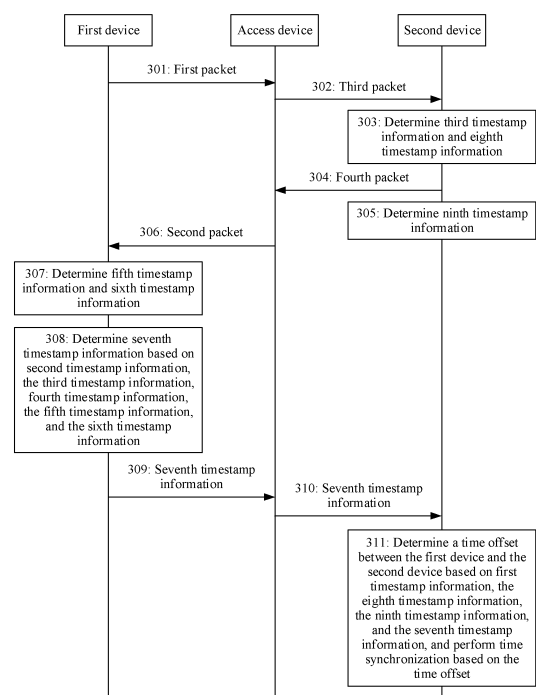 First device
Access device
Second device
301: First packet
302: Third packet
303: Determine third timestamp
information and eighth
timestamp information
304: Fourth packet
305: Determine ninth timestamp
information
306: Second packet
307: Determine fifth timestamp
information and sixth timestamp
information
308: Determine seventh
timestamp information based on
second timestamp information,
the third timestamp information,
fourth timestamp information,
the fifth timestamp information,
and the sixth timestamp
information
309: Seventh timestamp
information
310: Seventh timestamp
information
311: Determine a time offset
between the first device and the
second device based on first
timestamp information, the
eighth timestamp information,
the ninth timestamp information,
and the seventh timestamp
information, and perform time
synchronization based on the
time offset